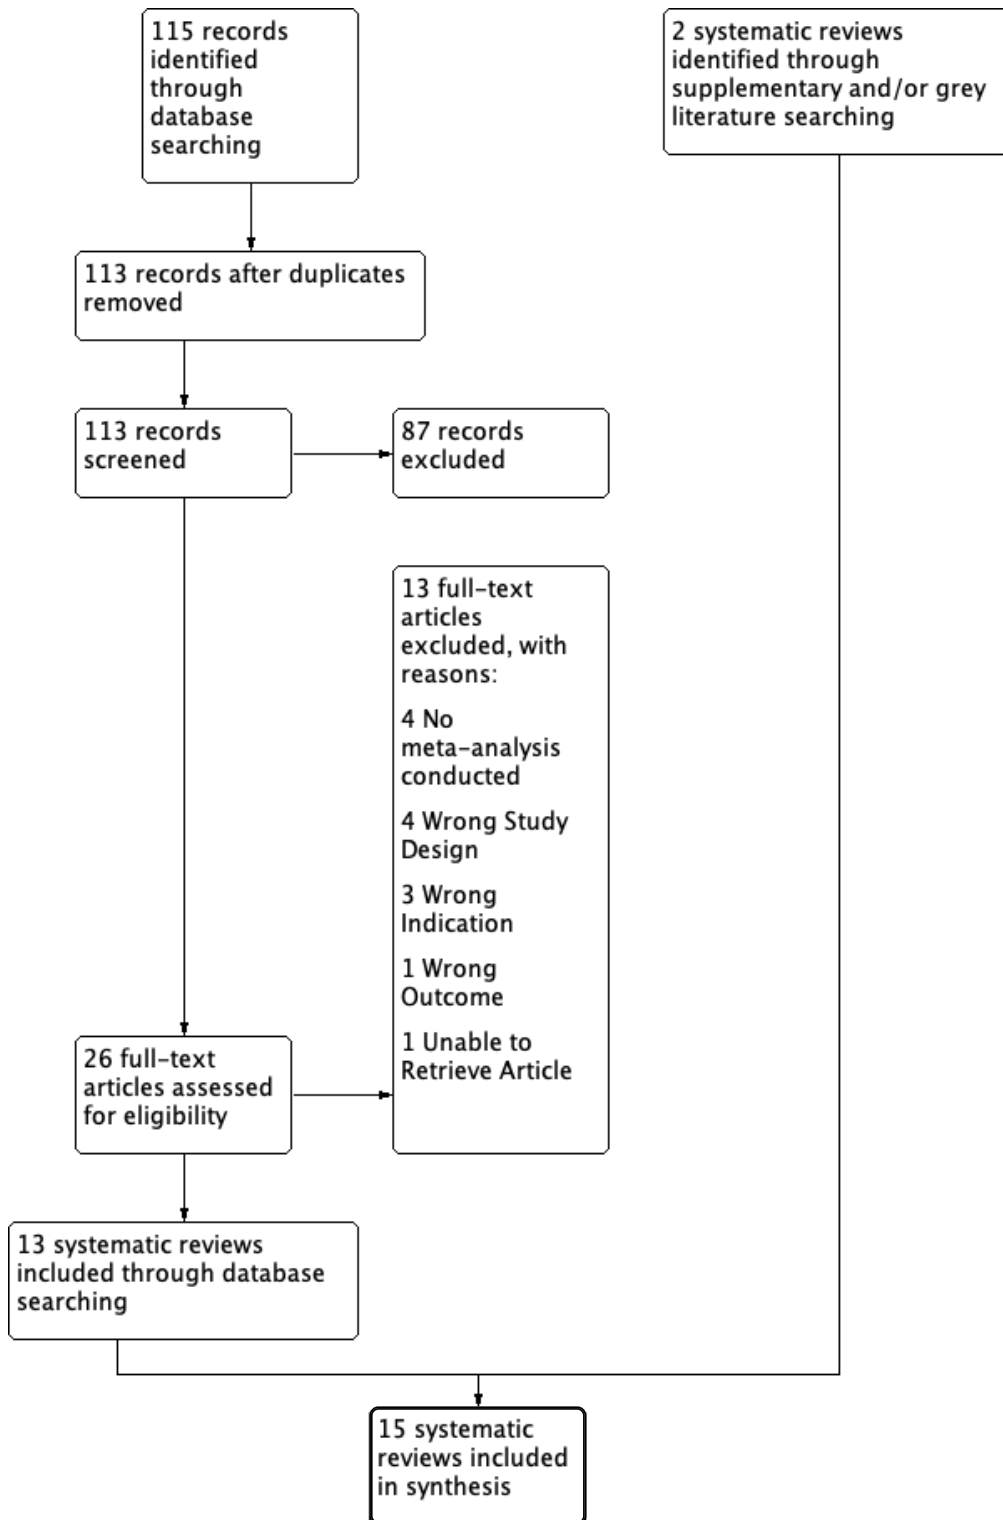 115 records
identified
through
database
searching
2 systematic reviews
identified through
supplementary and/or grey
literature searching
113 records after duplicates
removed
113 records
screened
87 records
excluded
13 full-text
articles
excluded, with
reasons:
4 No
meta-analysis
conducted
4 Wrong Study
Design
3 Wrong
Indication
1 Wrong
Outcome
1 Unable to
Retrieve Article
26 full-text
articles assessed
for eligibility
13 systematic reviews
included through database
searching
15 systematic
reviews included
in synthesis